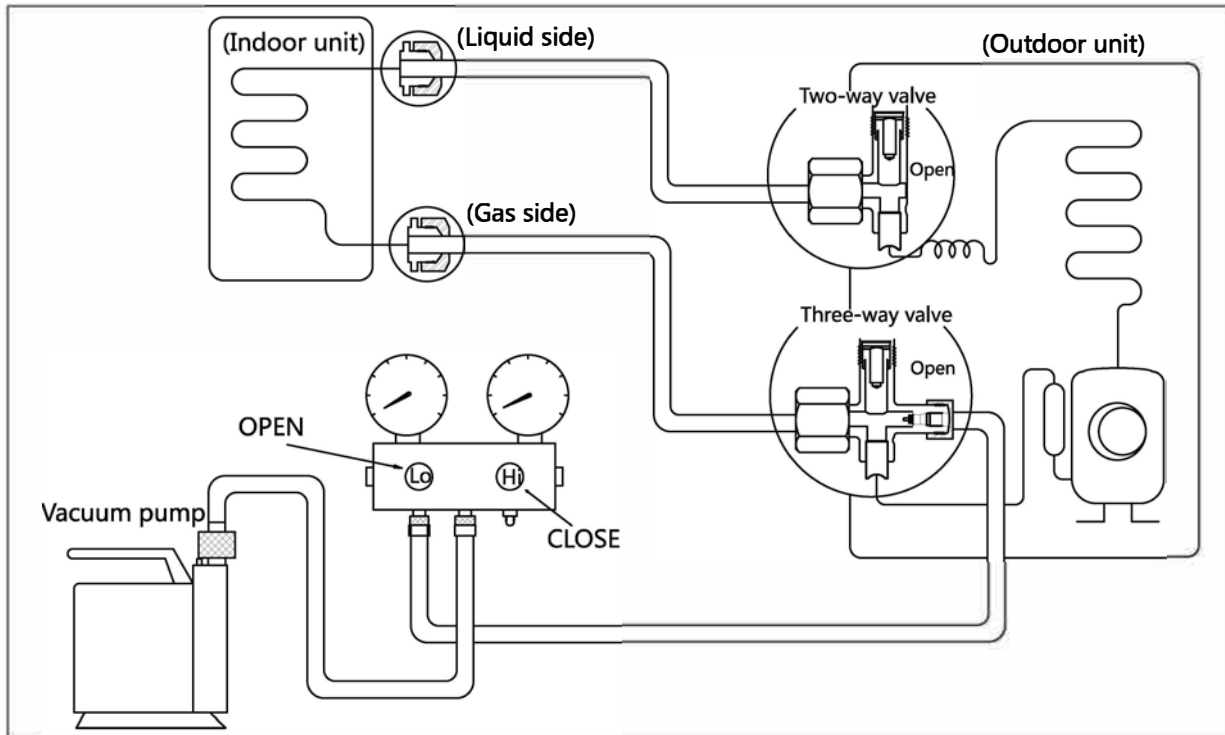 (Indoor unit)
(Liquid side)
(Outdoor unit)
Two-way valve
Open
(Gas side)
Three-way valve
Open
OPEN
Lo
Hi
CLOSE
Vacuum pump